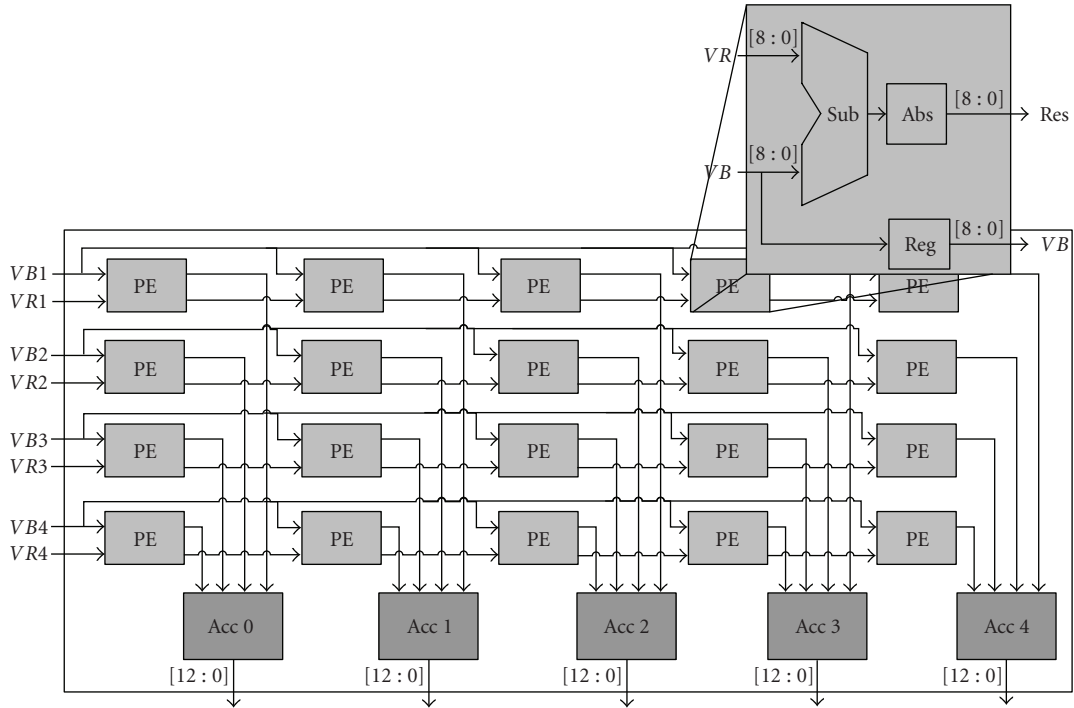 [8 : 0]
VR
Sub
Abs
[8 : 0]
Res
[8 : 0]
VB
Reg
[8 : 0]
VB
VB1
PE
PE
PE
PE
PE
VR1
VB2
PE
PE
PE
PE
PE
VR2
VB3
PE
PE
PE
PE
PE
VR3
VB4
PE
PE
PE
PE
PE
VR4
Acc 0
Acc 1
Acc 2
Acc 3
Acc 4
[12 : 0]
[12 : 0]
[12 : 0]
[12 : 0]
[12 : 0]